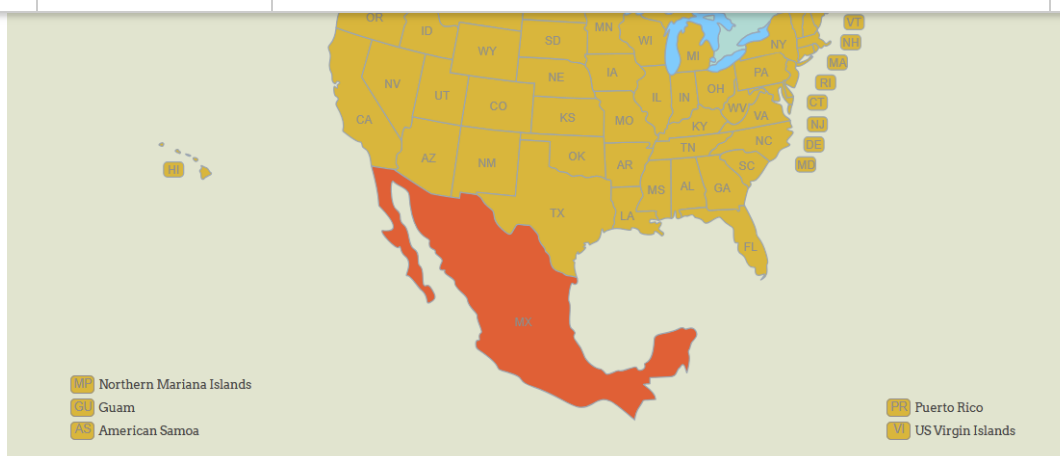 OR
ID
WY
SD
MN
WI
MI
NY
VT
NH
MA
RI
CT
NJ
DE
MD
NV
UT
CO
NE
IA
IL
IN
OH
PA
WV
VA
CA
KS
MO
KY
NC
AZ
NM
OK
AR
TN
SC
TX
LA
MS
AL
GA
FL
HI
MX
MP Northern Mariana Islands
GU Guam
AS American Samoa
PR Puerto Rico
VI US Virgin Islands